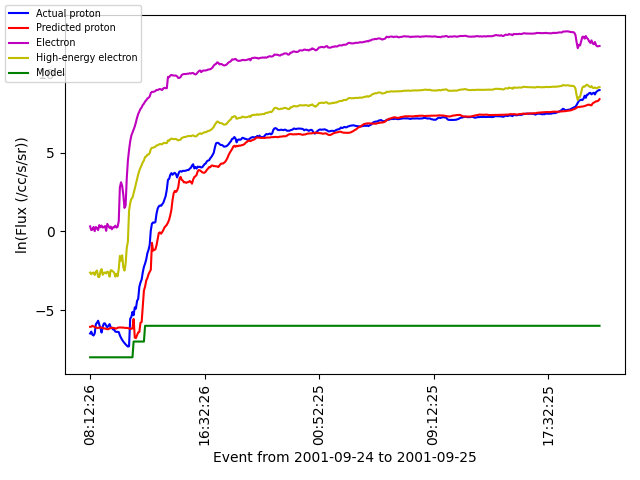 Actual proton
Predicted proton
Electron
High-energy electron
Model
5
0
−5
ln(Flux (/cc/s/sr))
08:12:26
16:32:26
00:52:25
09:12:25
17:32:25
Event from 2001-09-24 to 2001-09-25